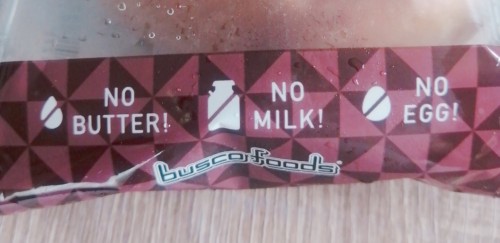 NO
BUTTER!
NO
MILK!
NO
EGG!
buscofoods